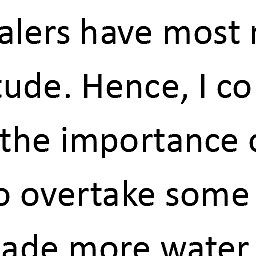 alers have most
tude. Hence, I co
the importance
o overtake some
ade more water